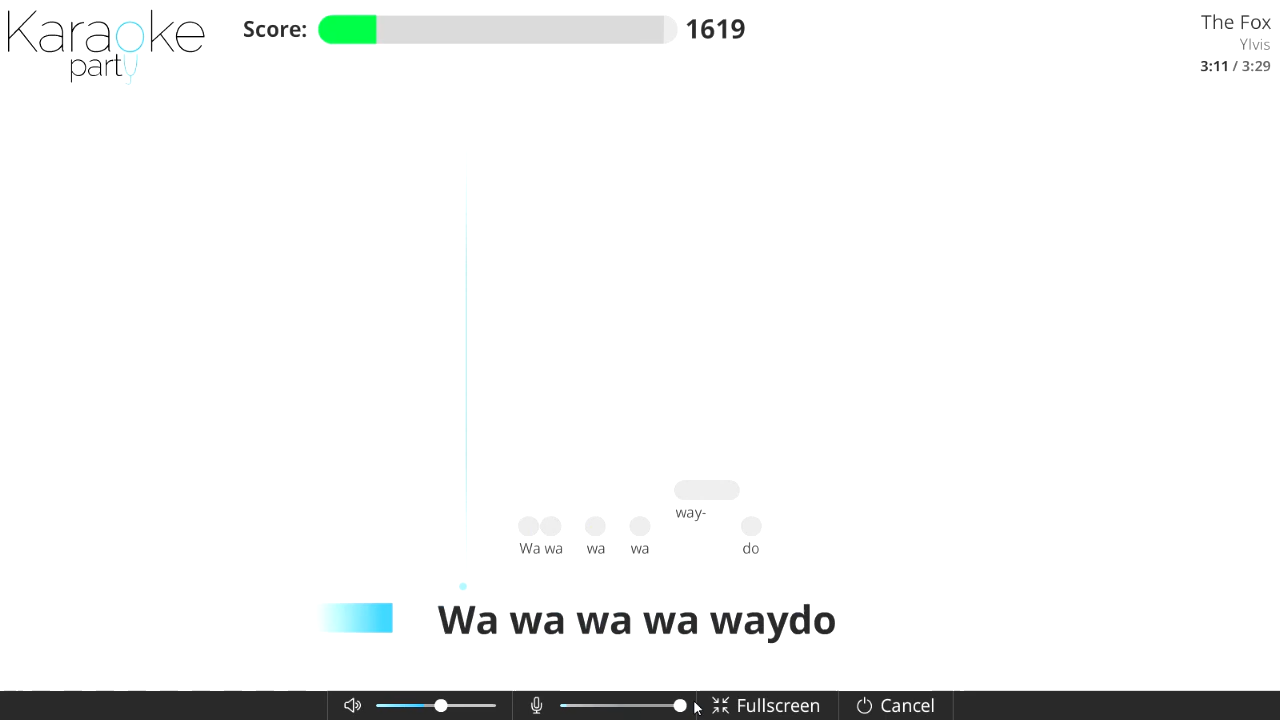 Karaoke
party
Score:
1619
The Fox
Ylvis
3:11 / 3:29
way-
Wa wa wa wa do
Wa wa wa wa waydo
Fullscreen Cancel